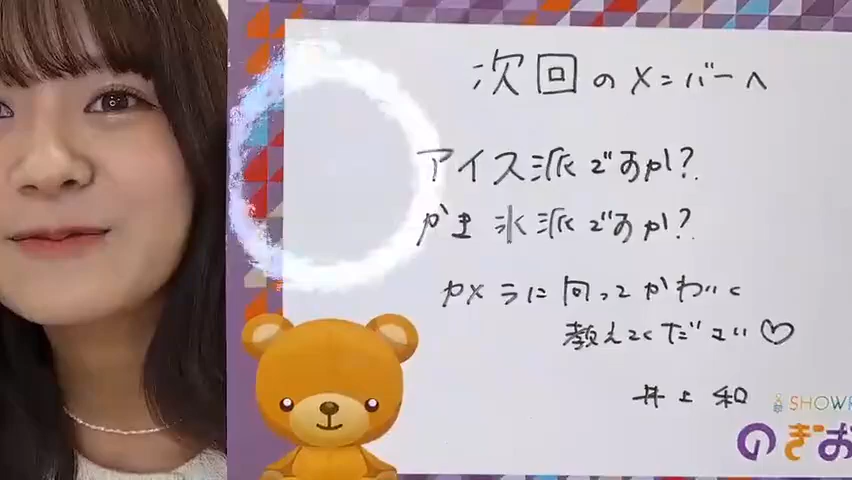 次回のメンバーへ
アイス派ですか?
かき氷派ですか?
カメラに向ってかわいく
教えてください♡
井上 和
SHOWR
のぎお